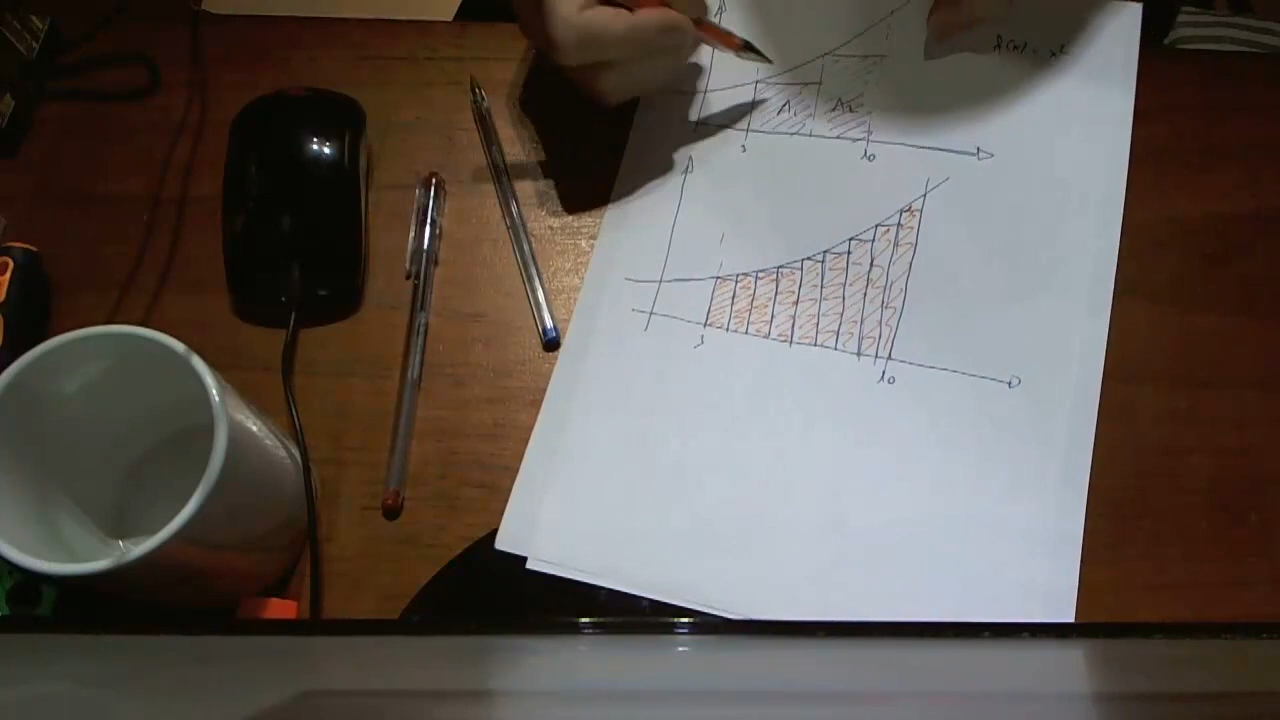 f(x) = x²
A₁ A₂
3 10
3 10